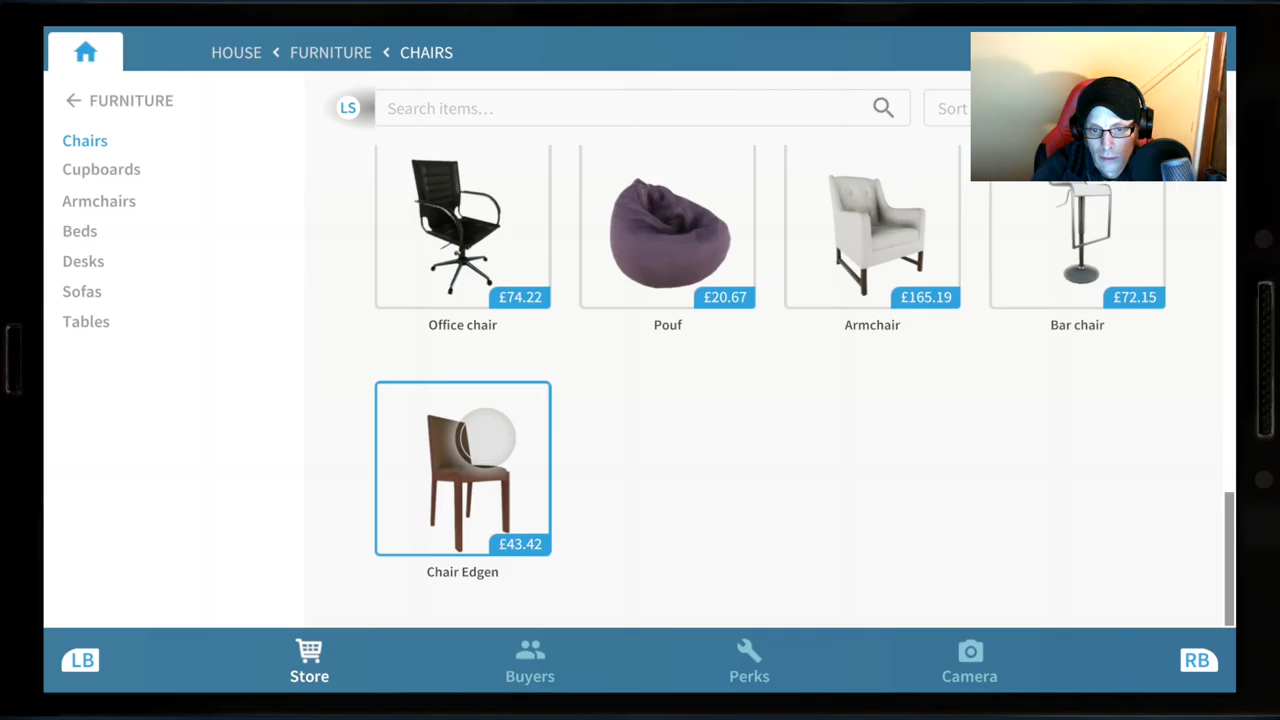 HOUSE < FURNITURE < CHAIRS
FURNITURE
LS
Search items...
Sort
Chairs
Cupboards
Armchairs
Beds
Desks
Sofas
Tables
£74.22
£20.67
£165.19
£72.15
Office chair
Pouf
Armchair
Bar chair
£43.42
Chair Edgen
LB
Store
Buyers
Perks
Camera
RB